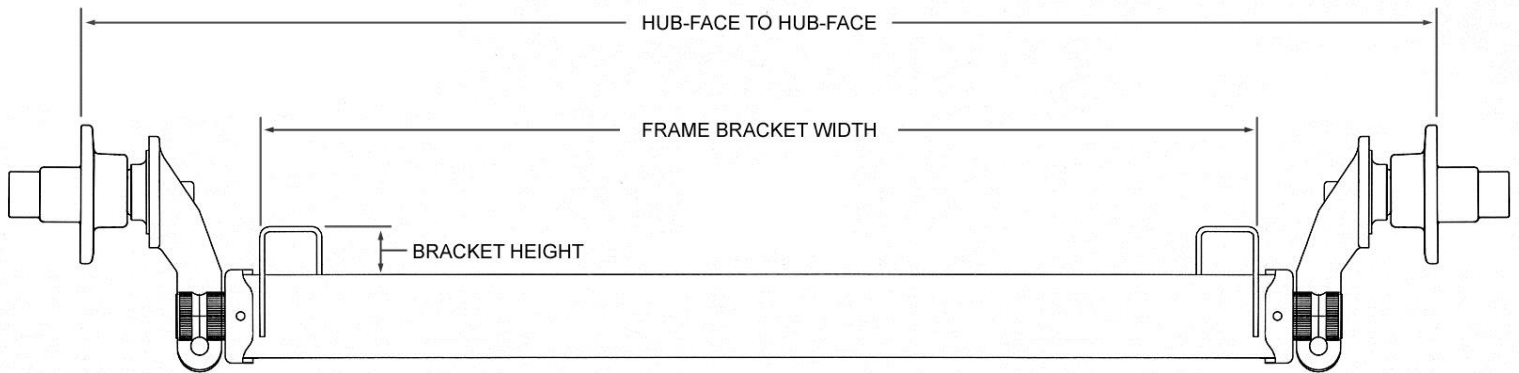 HUB-FACE TO HUB-FACE
FRAME BRACKET WIDTH
BRACKET HEIGHT